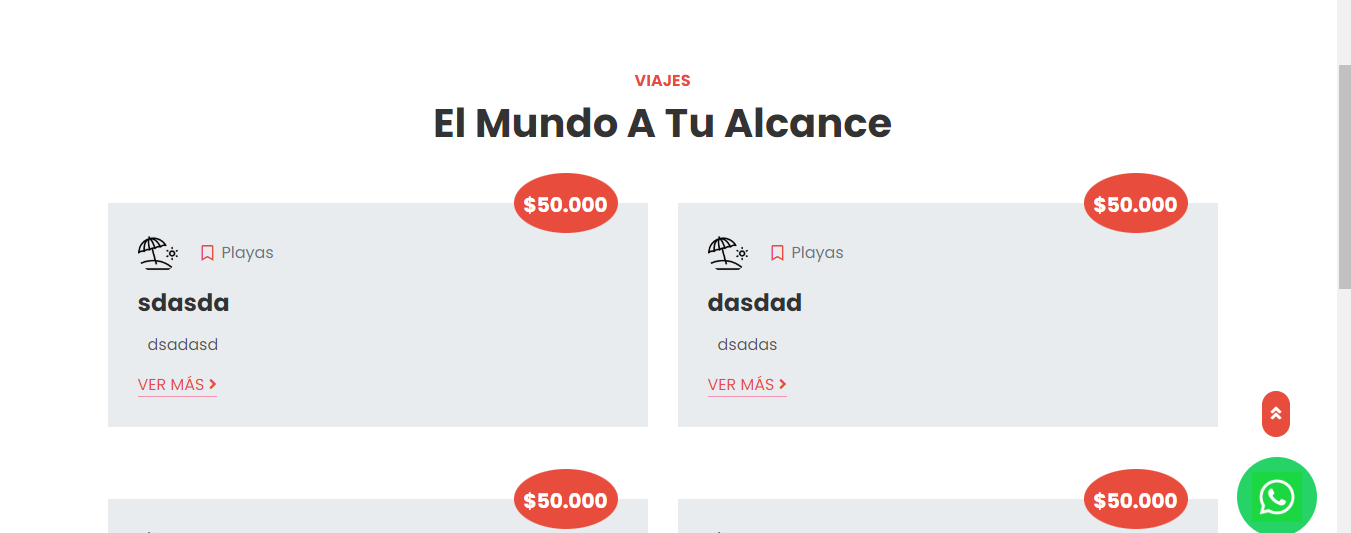 VIAJES
El Mundo A Tu Alcance
$50.000
Playas
sdasda
dsadasd
VER MÁS
$50.000
Playas
dasdad
dsadas
VER MÁS
$50.000
$50.000